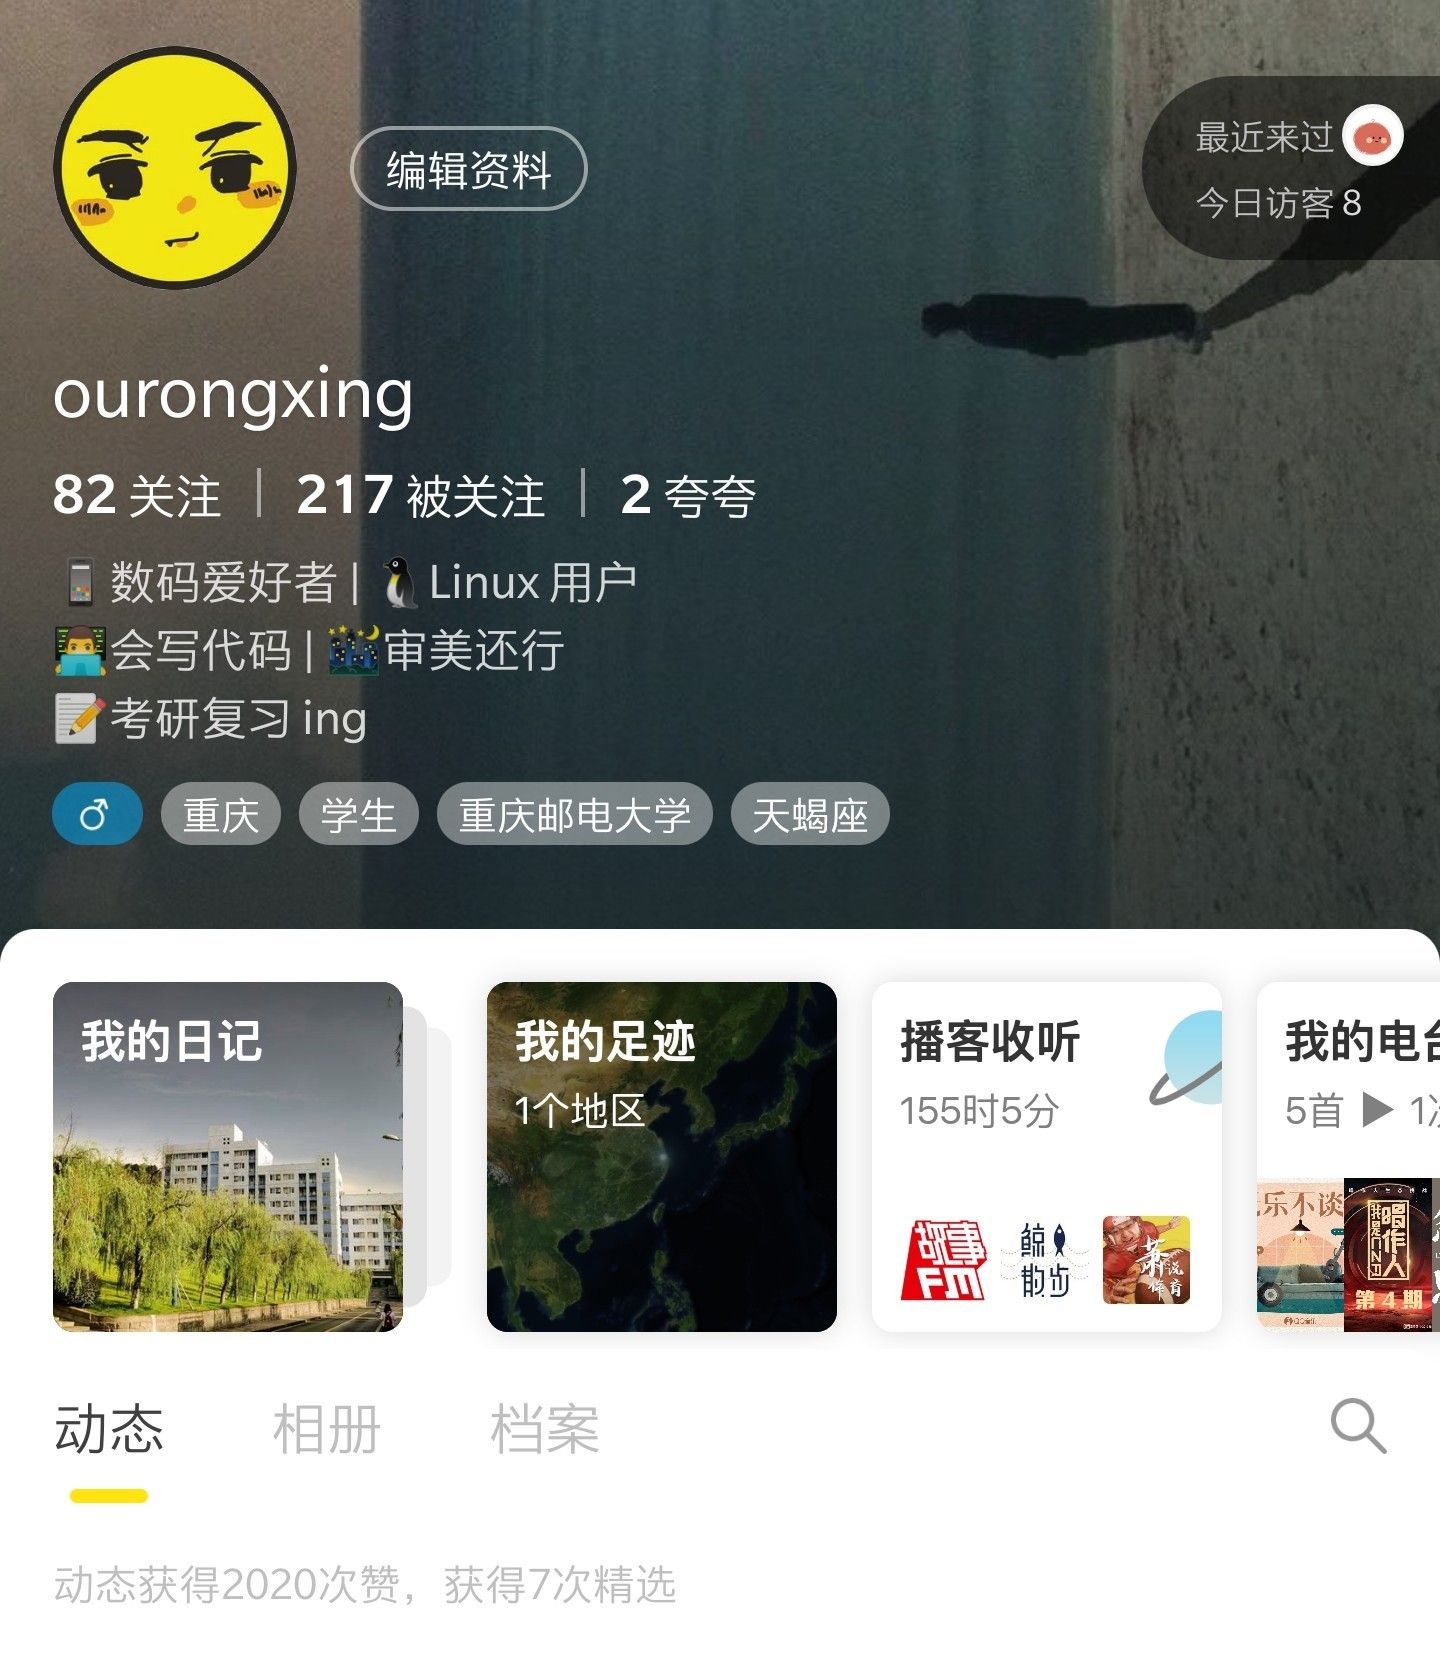 编辑资料
最近来过
今日访客 8
ourongxing
82 关注 | 217 被关注 | 2 夸夸
数码爱好者 | Linux 用户
会写代码 | 审美还行
考研复习 ing
重庆 学生 重庆邮电大学 天蝎座
我的日记
我的足迹
1个地区
播客收听
155时5分
故事FM
鲸散步
我的电台
5首 ▶ 1
乐不谈
唱作人
第4期
动态 相册 档案
动态获得2020次赞，获得7次精选